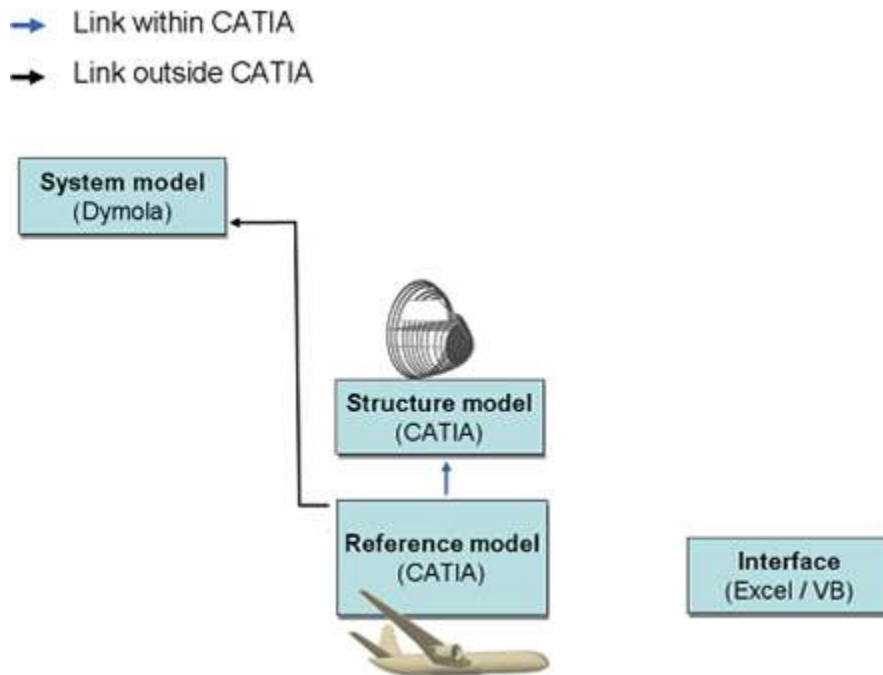 Link within CATIA
Link outside CATIA
System model
(Dymola)
Structure model
(CATIA)
Reference model
(CATIA)
Interface
(Excel / VB)